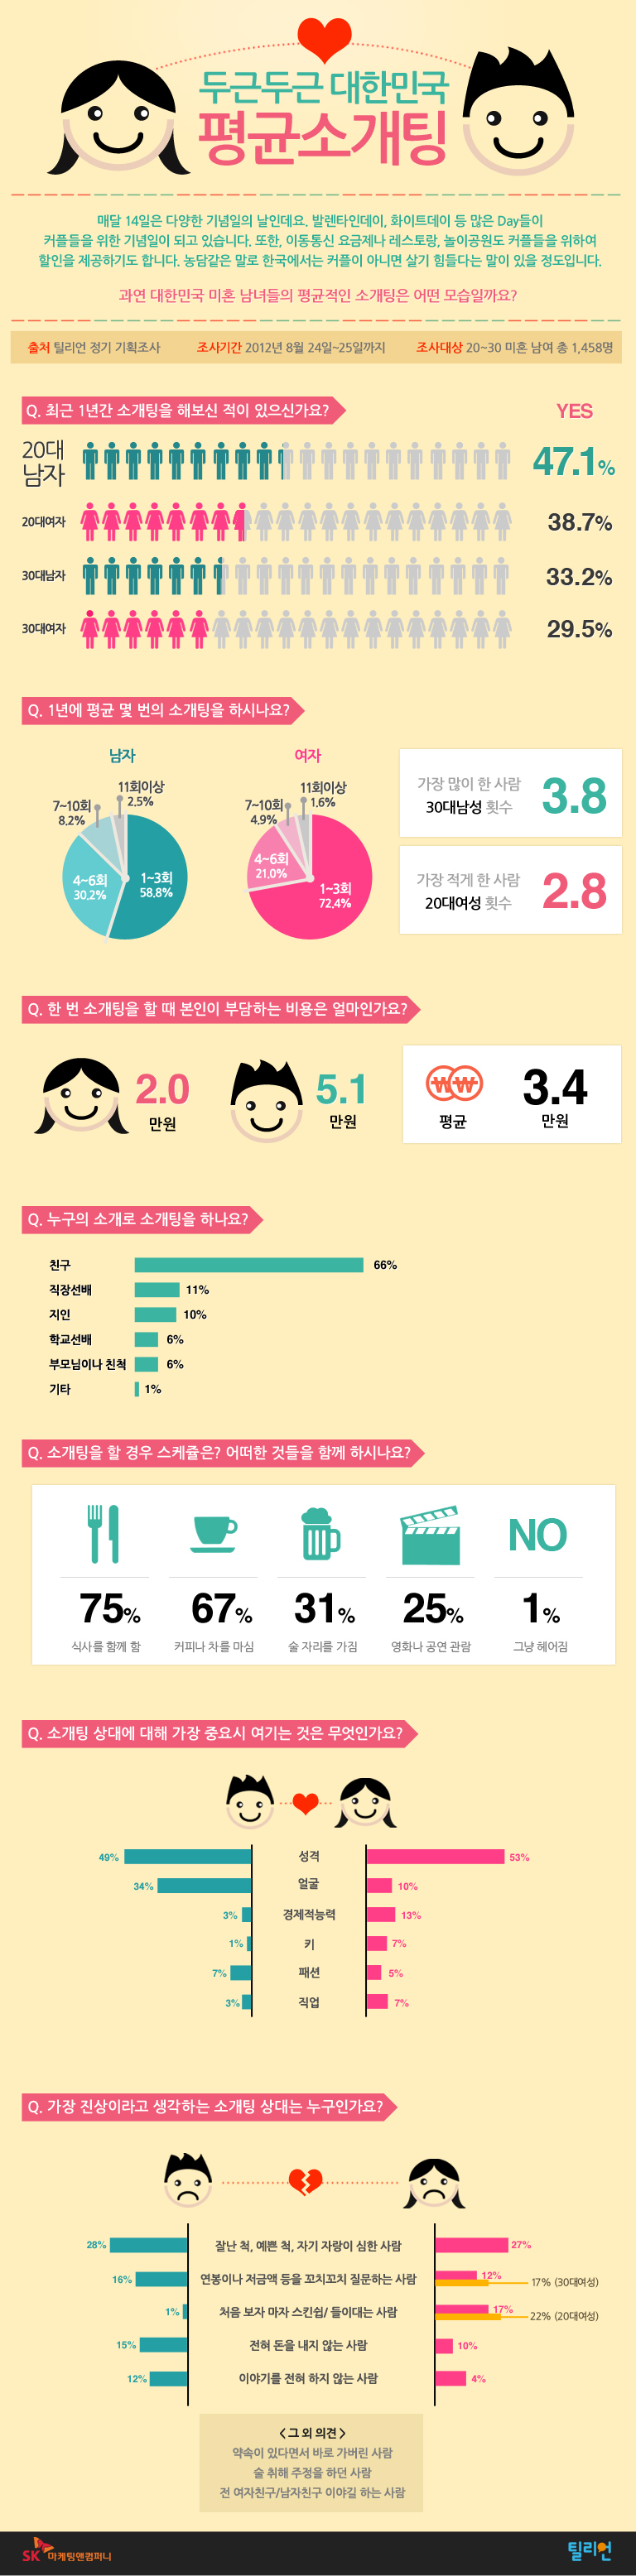 두근두근 대한민국
평균소개팅
매달 14일은 다양한 기념일의 날인데요. 발렌타인데이, 화이트데이 등 많은 Day들이
커플들을 위한 기념일이 되고 있습니다. 또한, 이동통신 요금제나 레스토랑, 놀이공원도 커플들을 위하여
할인을 제공하기도 합니다. 농담같은 말로 한국에서는 커플이 아니면 살기 힘들다는 말이 있을 정도입니다.
과연 대한민국 미혼 남녀들의 평균적인 소개팅은 어떤 모습일까요?
출처 틸리언 정기 기획조사 조사기간 2012년 8월 24일~25일까지 조사대상 20~30 미혼 남여 총 1,458명
Q. 최근 1년간 소개팅을 해보신 적이 있으신가요? YES
20대
남자 47.1%
20대여자 38.7%
30대남자 33.2%
30대여자 29.5%
Q. 1년에 평균 몇 번의 소개팅을 하시나요?
남자
11회이상
2.5%
7~10회
8.2%
4~6회
30.2%
1~3회
58.8%
여자
11회이상
1.6%
7~10회
4.9%
4~6회
21.0%
1~3회
72.4%
가장 많이 한 사람
30대남성 횟수
3.8
가장 적게 한 사람
20대여성 횟수
2.8
Q. 한 번 소개팅을 할 때 본인이 부담하는 비용은 얼마인가요?
2.0
만원
5.1
만원
₩₩
평균
3.4
만원
Q. 누구의 소개로 소개팅을 하나요?
친구 66%
직장선배 11%
지인 10%
학교선배 6%
부모님이나 친척 6%
기타 1%
Q. 소개팅을 할 경우 스케쥴은? 어떠한 것들을 함께 하시나요?
NO
75% 67% 31% 25% 1%
식사를 함께 함 커피나 차를 마심 술 자리를 가짐 영화나 공연 관람 그냥 헤어짐
Q. 소개팅 상대에 대해 가장 중요시 여기는 것은 무엇인가요?
49% 성격 53%
34% 얼굴 10%
3% 경제적능력 13%
1% 키 7%
7% 패션 5%
3% 직업 7%
Q. 가장 진상이라고 생각하는 소개팅 상대는 누구인가요?
28% 잘난 척, 예쁜 척, 자기 자랑이 심한 사람 27%
16% 연봉이나 저금액 등을 꼬치꼬치 질문하는 사람 12% 17% (30대여성)
1% 처음 보자 마자 스킨쉽/ 들이대는 사람 17% 22% (20대여성)
15% 전혀 돈을 내지 않는 사람 10%
12% 이야기를 전혀 하지 않는 사람 4%
< 그 외 의견 >
약속이 있다면서 바로 가버린 사람
술 취해 주정을 하던 사람
전 여자친구/남자친구 이야길 하는 사람
SK 마케팅앤컴퍼니 틸리언